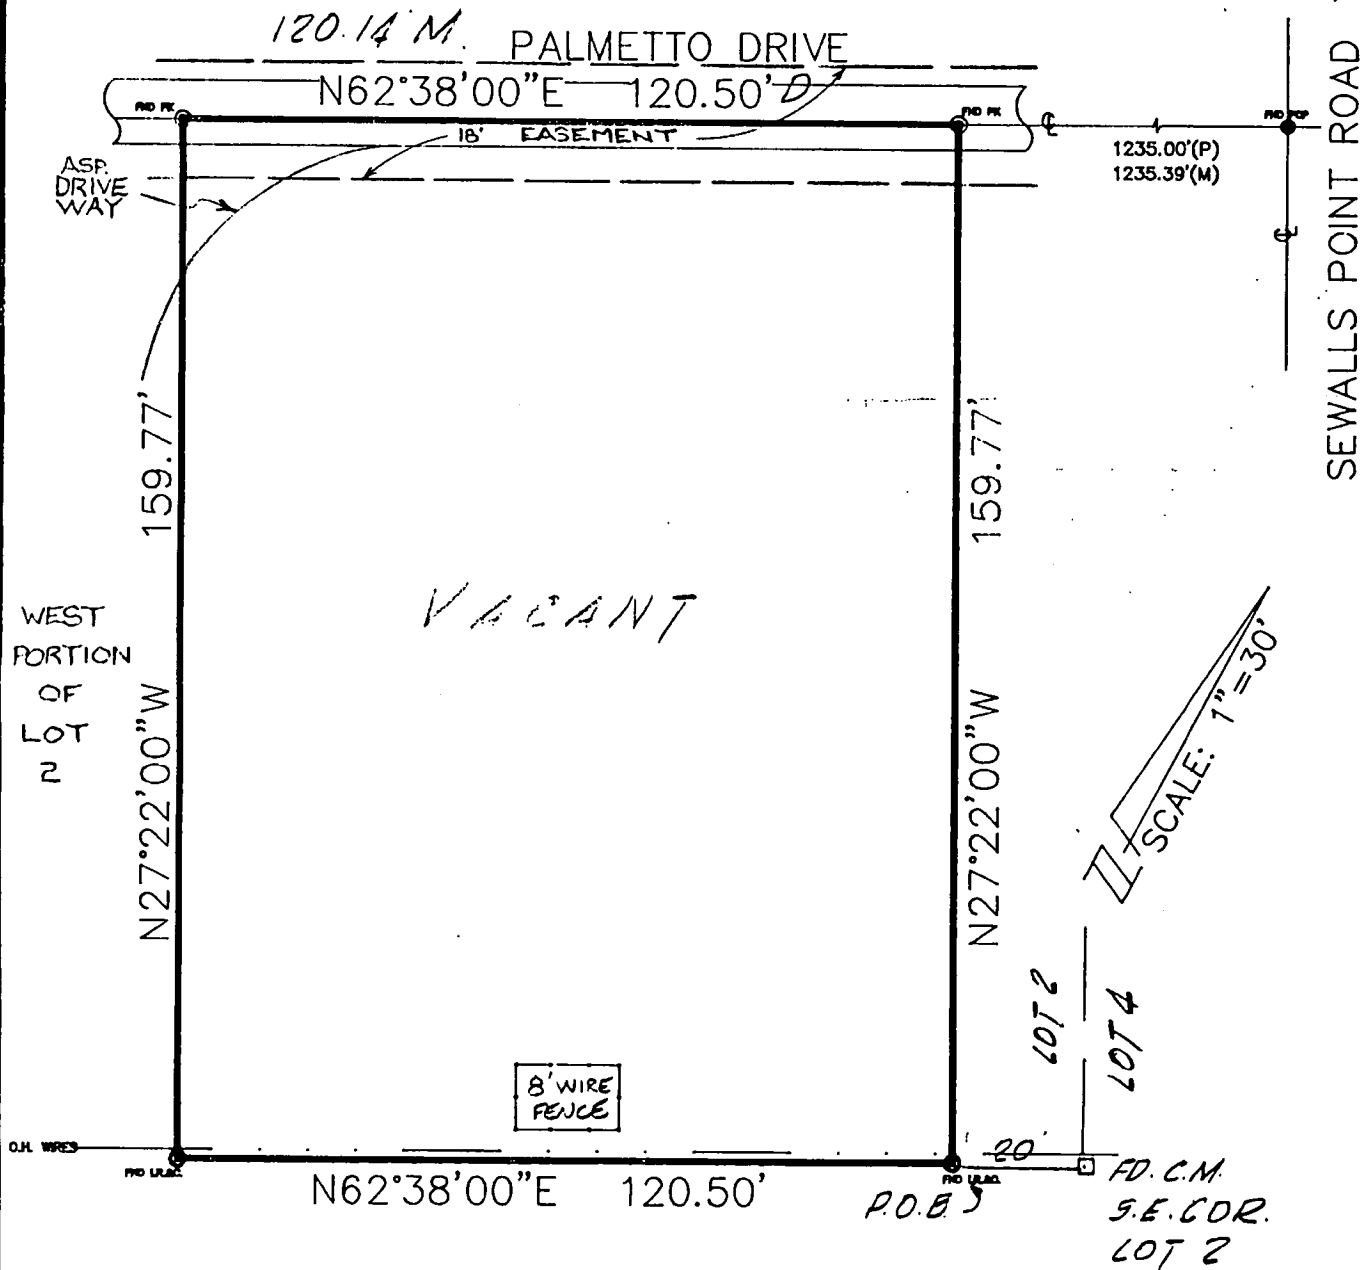 120.14' M.
PALMETTO DRIVE
N62°38'00"E 120.50' D
FND PK
FND PK
FND PCP
18' EASEMENT
℄
1235.00'(P)
1235.39'(M)
ASP.
DRIVE
WAY
℄
SEWALLS POINT ROAD
159.77'
159.77'
VACANT
WEST
PORTION
OF
LOT
2
N27°22'00"W
N27°22'00"W
SCALE: 1"=30'
LOT 2
LOT 4
8' WIRE
FENCE
O.H. WIRES
20'
FND
FND
N62°38'00"E 120.50'
P.O.B.
FD. C.M.
S.E. COR.
LOT 2